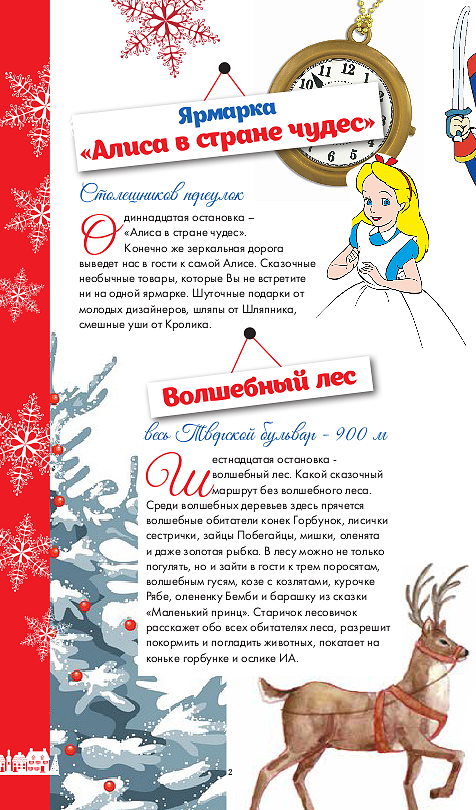 Ярмарка
«Алиса в стране чудес»
Столешников переулок
Одиннадцатая остановка –
«Алиса в стране чудес».
Конечно же зеркальная дорога
выведет нас в гости к самой Алисе. Сказочные
необычные товары, которые Вы не встретите
ни на одной ярмарке. Шуточные подарки от
молодых дизайнеров, шляпы от Шляпника,
смешные уши от Кролика.
Волшебный лес
весь Тверской бульвар – 900 м
Шестнадцатая остановка -
волшебный лес. Какой сказочный
маршрут без волшебного леса.
Среди волшебных деревьев здесь прячется
волшебные обитатели конек Горбунок, лисички
сестрички, зайцы Побегайцы, мишки, оленята
и даже золотая рыбка. В лесу можно не только
погулять, но и зайти в гости к трем поросятам,
волшебным гусям, козе с козлятами, курочке
Рябе, олененку Бемби и барашку из сказки
«Маленький принц». Старичок лесовичок
расскажет обо всех обитателях леса, разрешит
покормить и погладить животных, покатает на
коньке горбунке и ослике ИА.
2